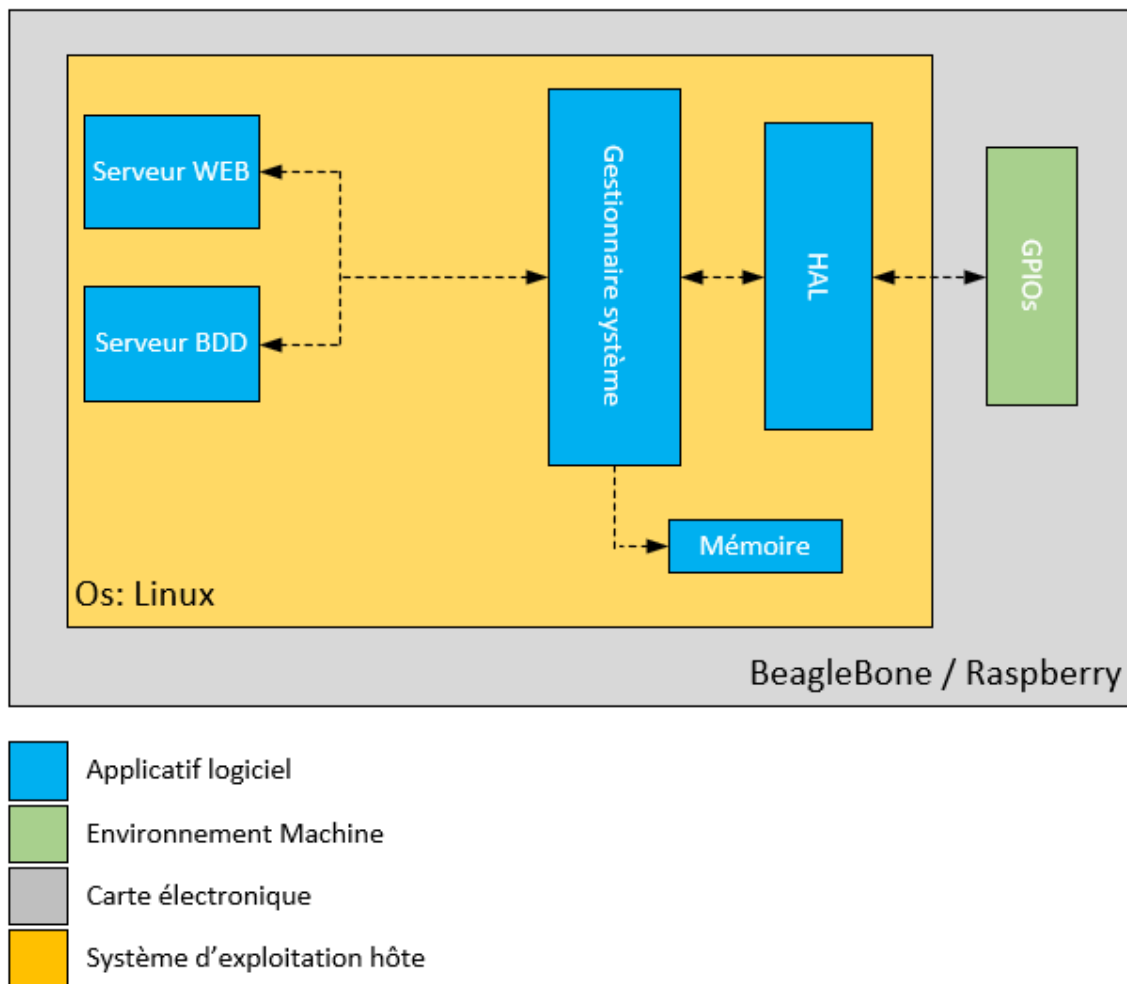 Serveur WEB
Serveur BDD
Gestionnaire système
HAL
GPIOs
Mémoire
Os: Linux
BeagleBone / Raspberry
Applicatif logiciel
Environnement Machine
Carte électronique
Système d’exploitation hôte